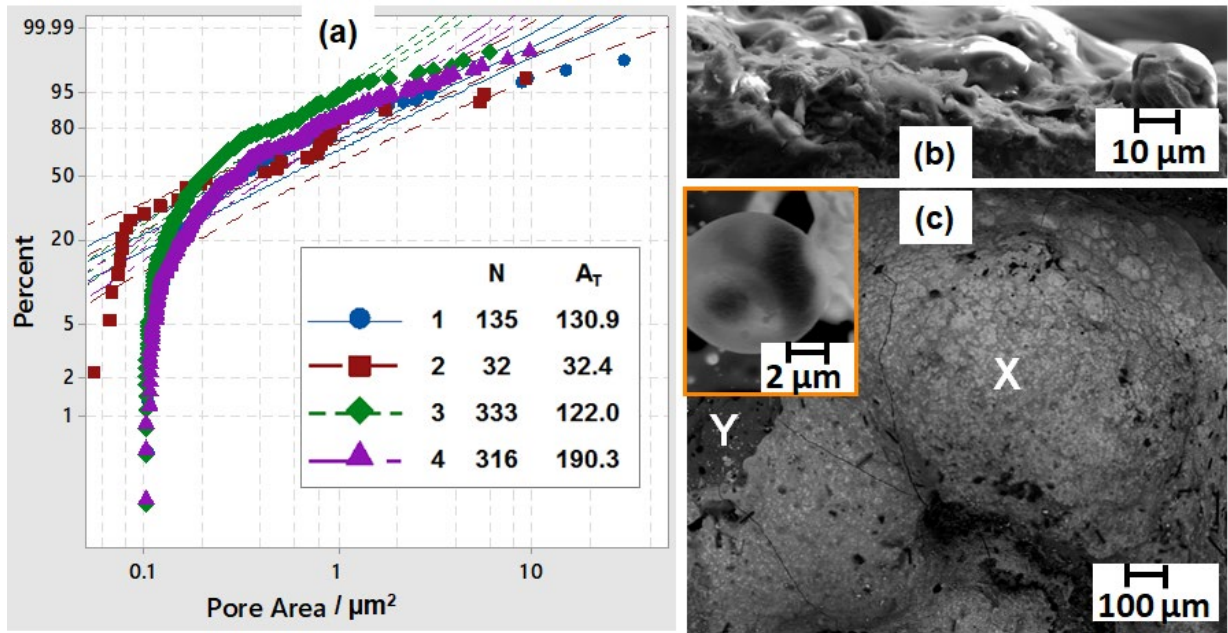 (a)
99.99
95
80
50
20
5
2
1
Percent
N A_T
1 135 130.9
2 32 32.4
3 333 122.0
4 316 190.3
0.1 1 10
Pore Area / μm²
(b)
10 μm
(c)
2 μm
X
Y
100 μm